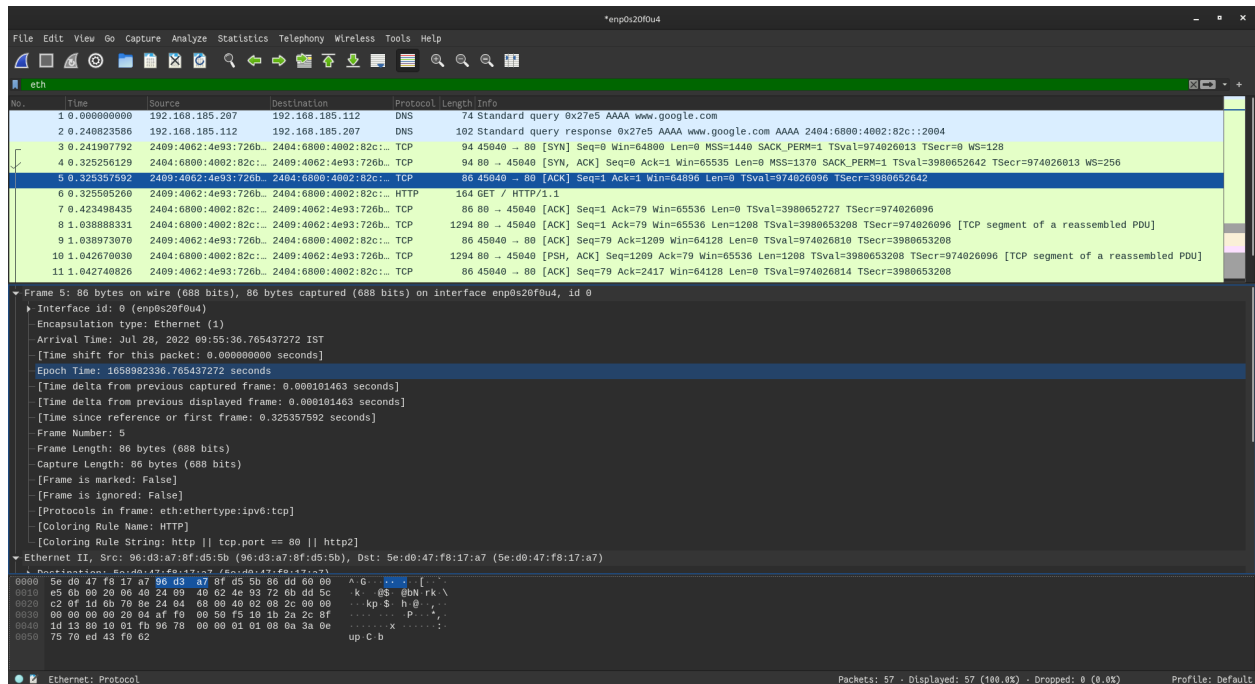 *enp0s20f0u4
File Edit View Go Capture Analyze Statistics Telephony Wireless Tools Help
eth
No. Time Source Destination Protocol Length Info
1 0.000000000 192.168.185.207 192.168.185.112 DNS 74 Standard query 0x27e5 AAAA www.google.com
2 0.240823586 192.168.185.112 192.168.185.207 DNS 102 Standard query response 0x27e5 AAAA www.google.com AAAA 2404:6800:4002:82c::2004
3 0.241907792 2409:4062:4e93:726b… 2404:6800:4002:82c:… TCP 94 45040 → 80 [SYN] Seq=0 Win=64800 Len=0 MSS=1440 SACK_PERM=1 TSval=974026013 TSecr=0 WS=128
4 0.325256129 2404:6800:4002:82c:… 2409:4062:4e93:726b… TCP 94 80 → 45040 [SYN, ACK] Seq=0 Ack=1 Win=65535 Len=0 MSS=1370 SACK_PERM=1 TSval=3980652642 TSecr=974026013 WS=256
5 0.325357592 2409:4062:4e93:726b… 2404:6800:4002:82c:… TCP 86 45040 → 80 [ACK] Seq=1 Ack=1 Win=64896 Len=0 TSval=974026096 TSecr=3980652642
6 0.325505260 2409:4062:4e93:726b… 2404:6800:4002:82c:… HTTP 164 GET / HTTP/1.1
7 0.423498435 2404:6800:4002:82c:… 2409:4062:4e93:726b… TCP 86 80 → 45040 [ACK] Seq=1 Ack=79 Win=65536 Len=0 TSval=3980652727 TSecr=974026096
8 1.038888331 2404:6800:4002:82c:… 2409:4062:4e93:726b… TCP 1294 80 → 45040 [ACK] Seq=1 Ack=79 Win=65536 Len=1208 TSval=3980653208 TSecr=974026096 [TCP segment of a reassembled PDU]
9 1.038973070 2409:4062:4e93:726b… 2404:6800:4002:82c:… TCP 86 45040 → 80 [ACK] Seq=79 Ack=1209 Win=64128 Len=0 TSval=974026810 TSecr=3980653208
10 1.042670030 2404:6800:4002:82c:… 2409:4062:4e93:726b… TCP 1294 80 → 45040 [PSH, ACK] Seq=1209 Ack=79 Win=65536 Len=1208 TSval=3980653208 TSecr=974026096 [TCP segment of a reassembled PDU]
11 1.042740826 2409:4062:4e93:726b… 2404:6800:4002:82c:… TCP 86 45040 → 80 [ACK] Seq=79 Ack=2417 Win=64128 Len=0 TSval=974026814 TSecr=3980653208
Frame 5: 86 bytes on wire (688 bits), 86 bytes captured (688 bits) on interface enp0s20f0u4, id 0
Interface id: 0 (enp0s20f0u4)
Encapsulation type: Ethernet (1)
Arrival Time: Jul 28, 2022 09:55:36.765437272 IST
[Time shift for this packet: 0.000000000 seconds]
Epoch Time: 1658982336.765437272 seconds
[Time delta from previous captured frame: 0.000101463 seconds]
[Time delta from previous displayed frame: 0.000101463 seconds]
[Time since reference or first frame: 0.325357592 seconds]
Frame Number: 5
Frame Length: 86 bytes (688 bits)
Capture Length: 86 bytes (688 bits)
[Frame is marked: False]
[Frame is ignored: False]
[Protocols in frame: eth:ethertype:ipv6:tcp]
[Coloring Rule Name: HTTP]
[Coloring Rule String: http || tcp.port == 80 || http2]
Ethernet II, Src: 96:d3:a7:8f:d5:5b (96:d3:a7:8f:d5:5b), Dst: 5e:d0:47:f8:17:a7 (5e:d0:47:f8:17:a7)
Destination: 5e:d0:47:f8:17:a7 (5e:d0:47:f8:17:a7)
0000 5e d0 47 f8 17 a7 96 d3 a7 8f d5 5b 86 dd 60 00 ^·G·······[··`·
0010 e5 6b 00 20 06 40 24 09 40 62 4e 93 72 6b dd 5c ·k· ·@$·@bN·rk·\
0020 c2 0f 1d 6b 70 8e 24 04 68 00 40 02 08 2c 00 00 ···kp·$·h·@··,··
0030 00 00 00 00 20 04 af f0 00 50 f5 10 1b 2a 2c 8f ···· ····P···*,·
0040 1d 13 80 10 01 fb 96 78 00 00 01 01 08 0a 3a 0e ·······x······:·
0050 75 70 ed 43 f0 62 up·C·b
Ethernet: Protocol Packets: 57 · Displayed: 57 (100.0%) · Dropped: 0 (0.0%) Profile: Default